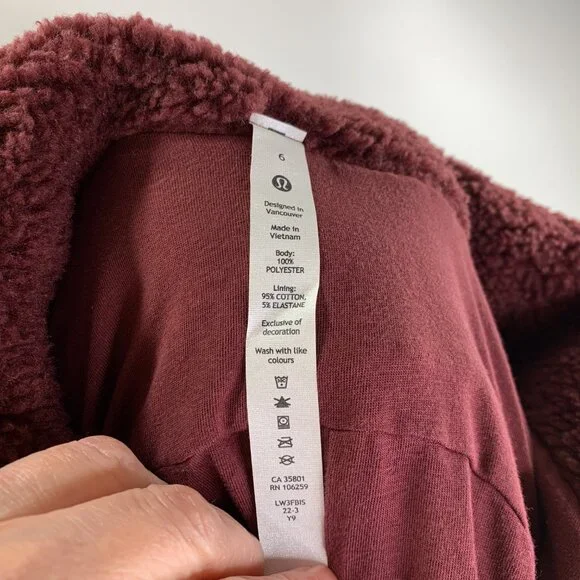 6
Designed in
Vancouver
Made in
Vietnam
Body:
100%
POLYESTER
Lining:
95% COTTON,
5% ELASTANE
Exclusive of
decoration
Wash with like
colours
CA 35801
RN 106259
LW3FBIS
22-3
Y9